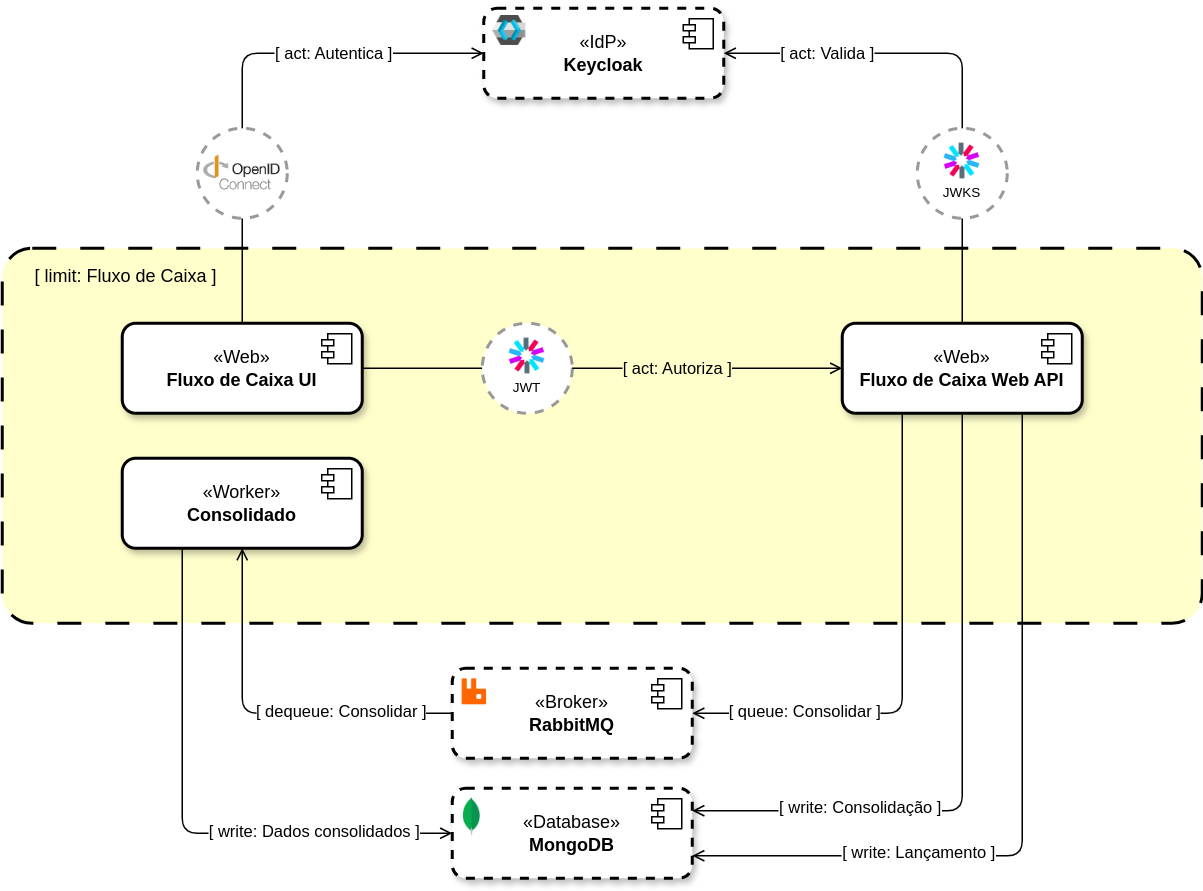 «IdP»
Keycloak
[ act: Autentica ]
[ act: Valida ]
OpenID
Connect
JWKS
[ limit: Fluxo de Caixa ]
«Web»
Fluxo de Caixa UI
JWT
[ act: Autoriza ]
«Web»
Fluxo de Caixa Web API
«Worker»
Consolidado
«Broker»
RabbitMQ
[ dequeue: Consolidar ]
[ queue: Consolidar ]
«Database»
MongoDB
[ write: Dados consolidados ]
[ write: Consolidação ]
[ write: Lançamento ]